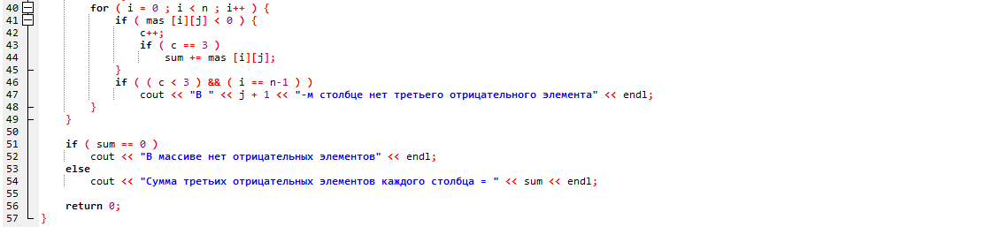 40 for ( i = 0 ; i < n ; i++ ) {
41 if ( mas [i][j] < 0 ) {
42 c++;
43 if ( c == 3 )
44 sum += mas [i][j];
45 }
46 if ( ( c < 3 ) && ( i == n-1 ) )
47 cout << "В " << j + 1 << "-м столбце нет третьего отрицательного элемента" << endl;
48 }
49 }
50
51 if ( sum == 0 )
52 cout << "В массиве нет отрицательных элементов" << endl;
53 else
54 cout << "Сумма третьих отрицательных элементов каждого столбца = " << sum << endl;
55
56 return 0;
57 }